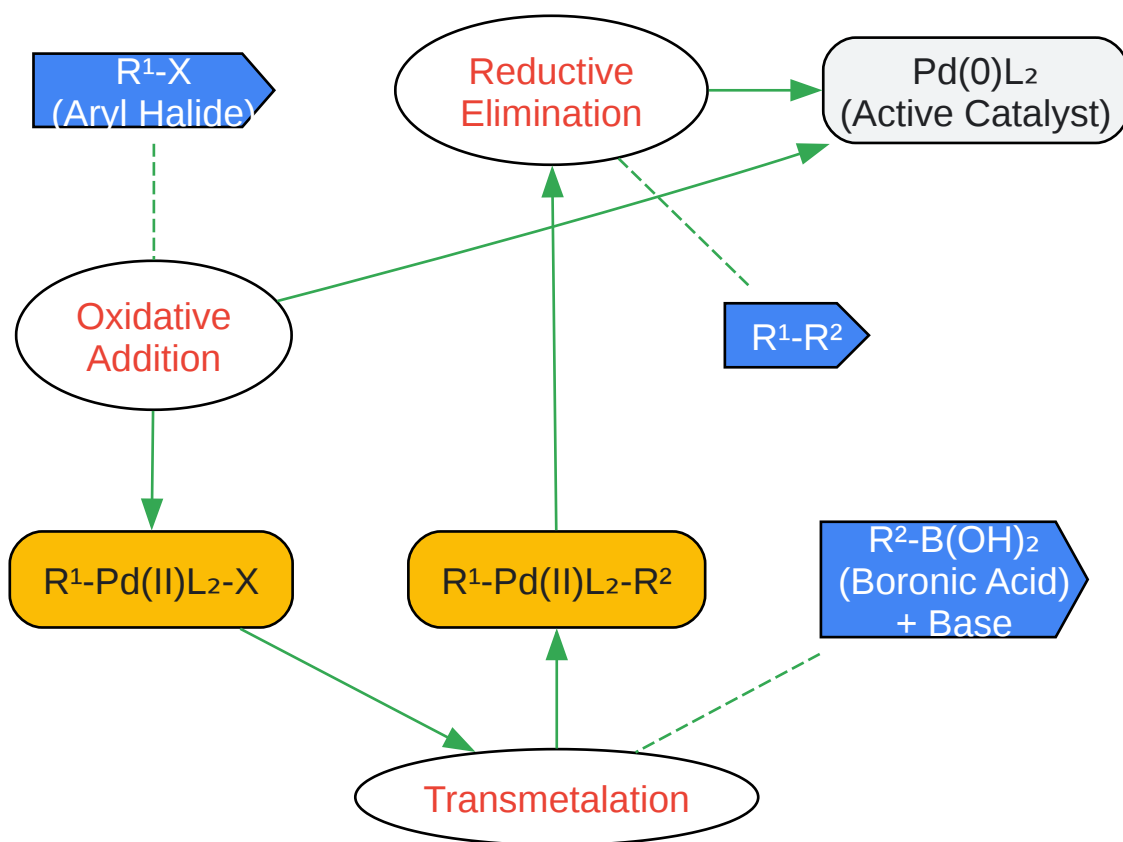 R¹-X
(Aryl Halide)
Reductive
Elimination
Pd(0)L₂
(Active Catalyst)
Oxidative
Addition
R¹-R²
R¹-Pd(II)L₂-X
R¹-Pd(II)L₂-R²
R²-B(OH)₂
(Boronic Acid)
+ Base
Transmetalation